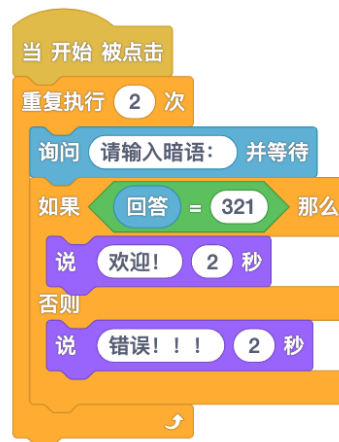 当 开始 被点击
重复执行 2 次
询问 请输入暗语： 并等待
如果 回答 = 321 那么
说 欢迎！ 2 秒
否则
说 错误！！！ 2 秒